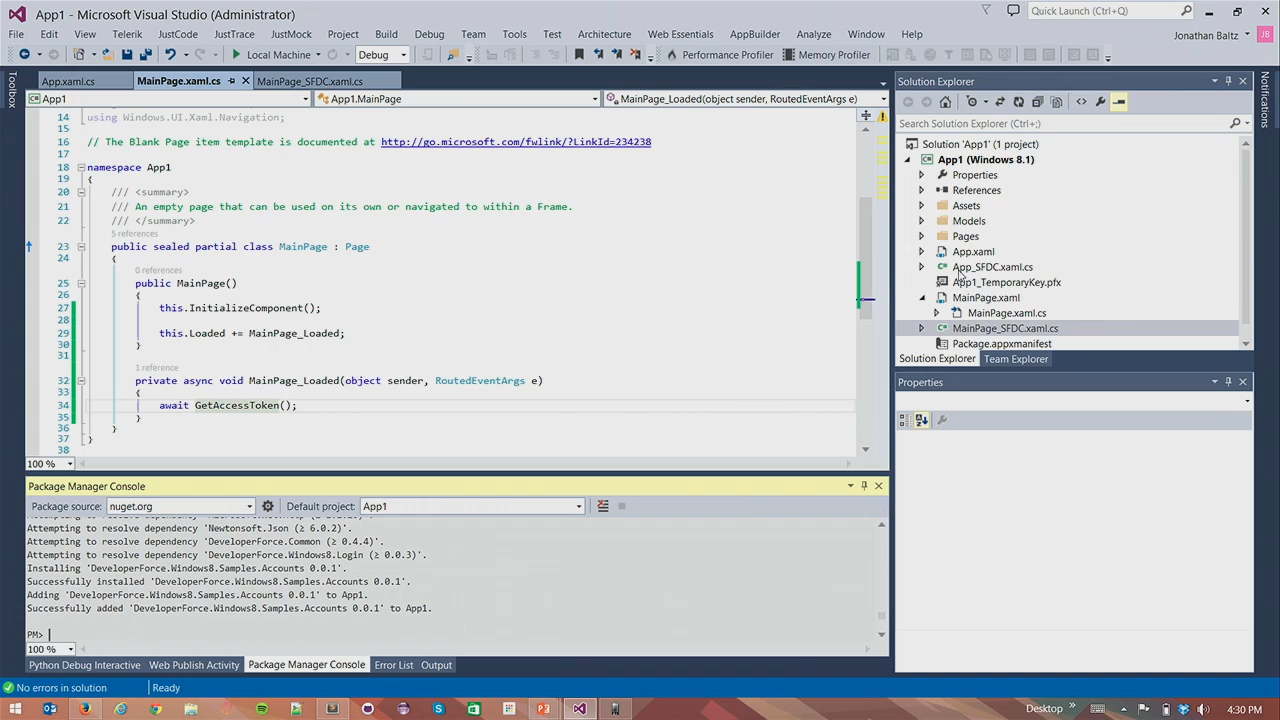 App1 - Microsoft Visual Studio (Administrator)
Quick Launch (Ctrl+Q)
File Edit View Telerik JustCode JustTrace JustMock Project Build Debug Team Tools Test Architecture Web Essentials AppBuilder Analyze Window Help
Jonathan Baltz JB
Local Machine Debug Performance Profiler Memory Profiler
Toolbox
App.xaml.cs MainPage.xaml.cs MainPage_SFDC.xaml.cs
App1 App1.MainPage MainPage_Loaded(object sender, RoutedEventArgs e)
14 using Windows.UI.Xaml.Navigation;
15
16 // The Blank Page item template is documented at http://go.microsoft.com/fwlink/?LinkId=234238
17
18 namespace App1
19 {
20 /// <summary>
21 /// An empty page that can be used on its own or navigated to within a Frame.
22 /// </summary>
5 references
23 public sealed partial class MainPage : Page
24 {
0 references
25 public MainPage()
26 {
27 this.InitializeComponent();
28
29 this.Loaded += MainPage_Loaded;
30 }
31
1 reference
32 private async void MainPage_Loaded(object sender, RoutedEventArgs e)
33 {
34 await GetAccessToken();
35 }
36 }
37 }
38
100 %
Package Manager Console
Package source: nuget.org Default project: App1
Attempting to resolve dependency 'Newtonsoft.Json (≥ 6.0.2)'.
Attempting to resolve dependency 'DeveloperForce.Common (≥ 0.4.4)'.
Attempting to resolve dependency 'DeveloperForce.Windows8.Login (≥ 0.0.3)'.
Installing 'DeveloperForce.Windows8.Samples.Accounts 0.0.1'.
Successfully installed 'DeveloperForce.Windows8.Samples.Accounts 0.0.1'.
Adding 'DeveloperForce.Windows8.Samples.Accounts 0.0.1' to App1.
Successfully added 'DeveloperForce.Windows8.Samples.Accounts 0.0.1' to App1.
PM>
100 %
Python Debug Interactive Web Publish Activity Package Manager Console Error List Output
Solution Explorer
Search Solution Explorer (Ctrl+;)
Solution 'App1' (1 project)
App1 (Windows 8.1)
Properties
References
Assets
Models
Pages
App.xaml
App_SFDC.xaml.cs
App1_TemporaryKey.pfx
MainPage.xaml
MainPage.xaml.cs
MainPage_SFDC.xaml.cs
Package.appxmanifest
Solution Explorer Team Explorer
Properties
Notifications
No errors in solution Ready
Desktop 4:30 PM